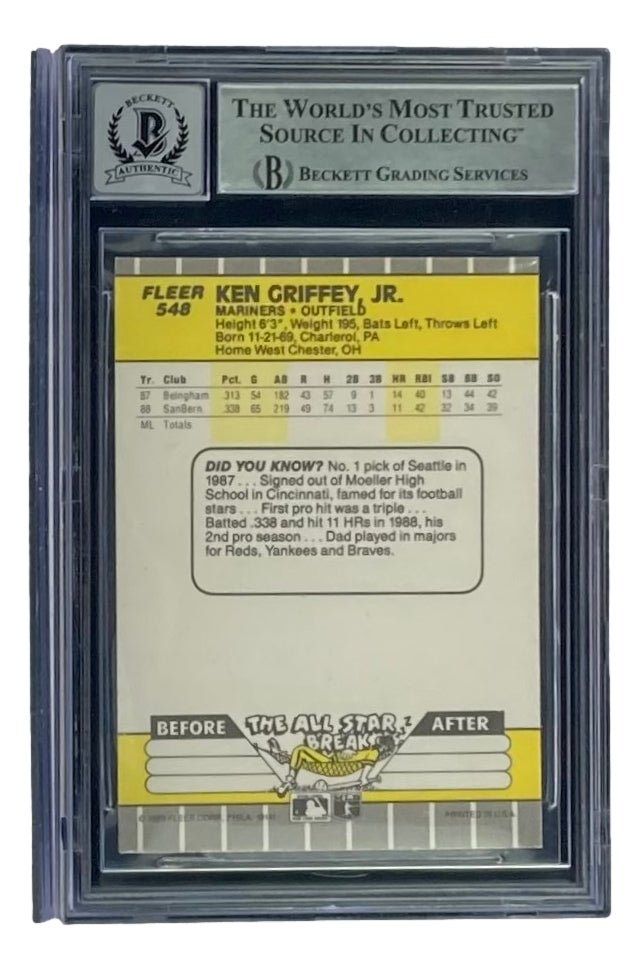 BECKETT
B
AUTHENTIC
THE WORLD'S MOST TRUSTED
SOURCE IN COLLECTING™
B BECKETT GRADING SERVICES
FLEER
548
KEN GRIFFEY, JR.
MARINERS • OUTFIELD
Height 6'3", Weight 195, Bats Left, Throws Left
Born 11-21-69, Charleroi, PA
Home West Chester, OH
Yr. Club Pct. G AB R H 2B 3B HR RBI SB BB SO
87 Belngham .313 54 182 43 57 9 1 14 40 13 44 42
88 SanBern .338 65 219 49 74 13 3 11 42 32 34 39
ML Totals
DID YOU KNOW? No. 1 pick of Seattle in
1987 . . . Signed out of Moeller High
School in Cincinnati, famed for its football
stars . . . First pro hit was a triple . . .
Batted .338 and hit 11 HRs in 1988, his
2nd pro season . . . Dad played in majors
for Reds, Yankees and Braves.
BEFORE THE ALL STAR BREAK AFTER
© 1989 FLEER CORP., PHILA. 19141
PRINTED IN U.S.A.